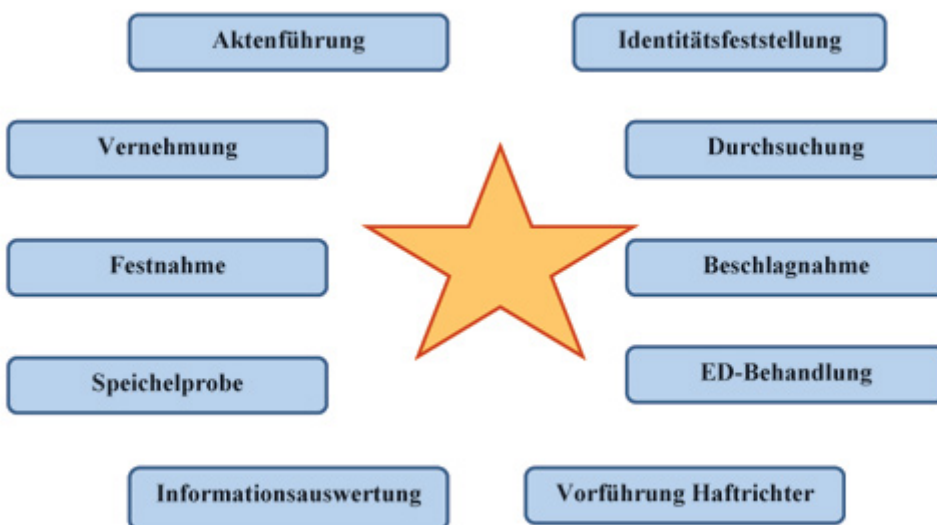 Aktenführung
Identitätsfeststellung
Vernehmung
Durchsuchung
Festnahme
Beschlagnahme
Speichelprobe
ED-Behandlung
Informationsauswertung
Vorführung Haftrichter